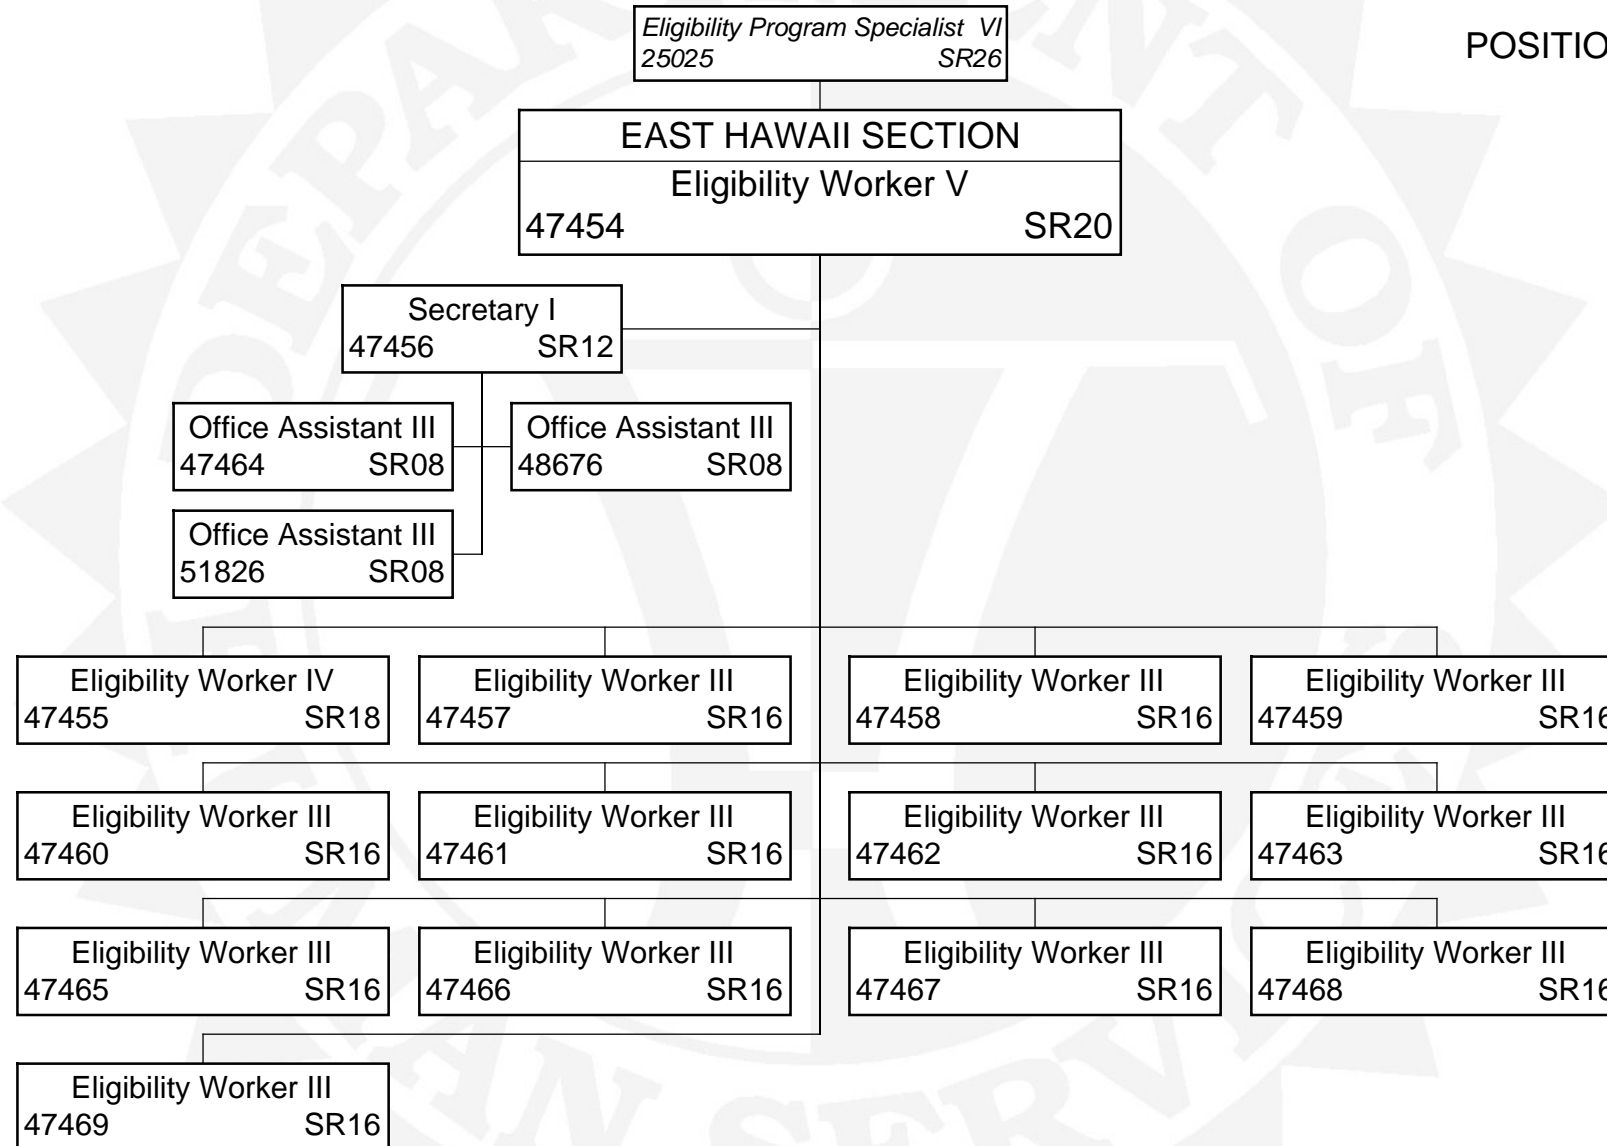 Eligibility Program Specialist VI
25025 SR26
POSITIO
EAST HAWAII SECTION
Eligibility Worker V
47454 SR20
Secretary I
47456 SR12
Office Assistant III
47464 SR08
Office Assistant III
48676 SR08
Office Assistant III
51826 SR08
Eligibility Worker IV
47455 SR18
Eligibility Worker III
47457 SR16
Eligibility Worker III
47458 SR16
Eligibility Worker III
47459 SR16
Eligibility Worker III
47460 SR16
Eligibility Worker III
47461 SR16
Eligibility Worker III
47462 SR16
Eligibility Worker III
47463 SR16
Eligibility Worker III
47465 SR16
Eligibility Worker III
47466 SR16
Eligibility Worker III
47467 SR16
Eligibility Worker III
47468 SR16
Eligibility Worker III
47469 SR16